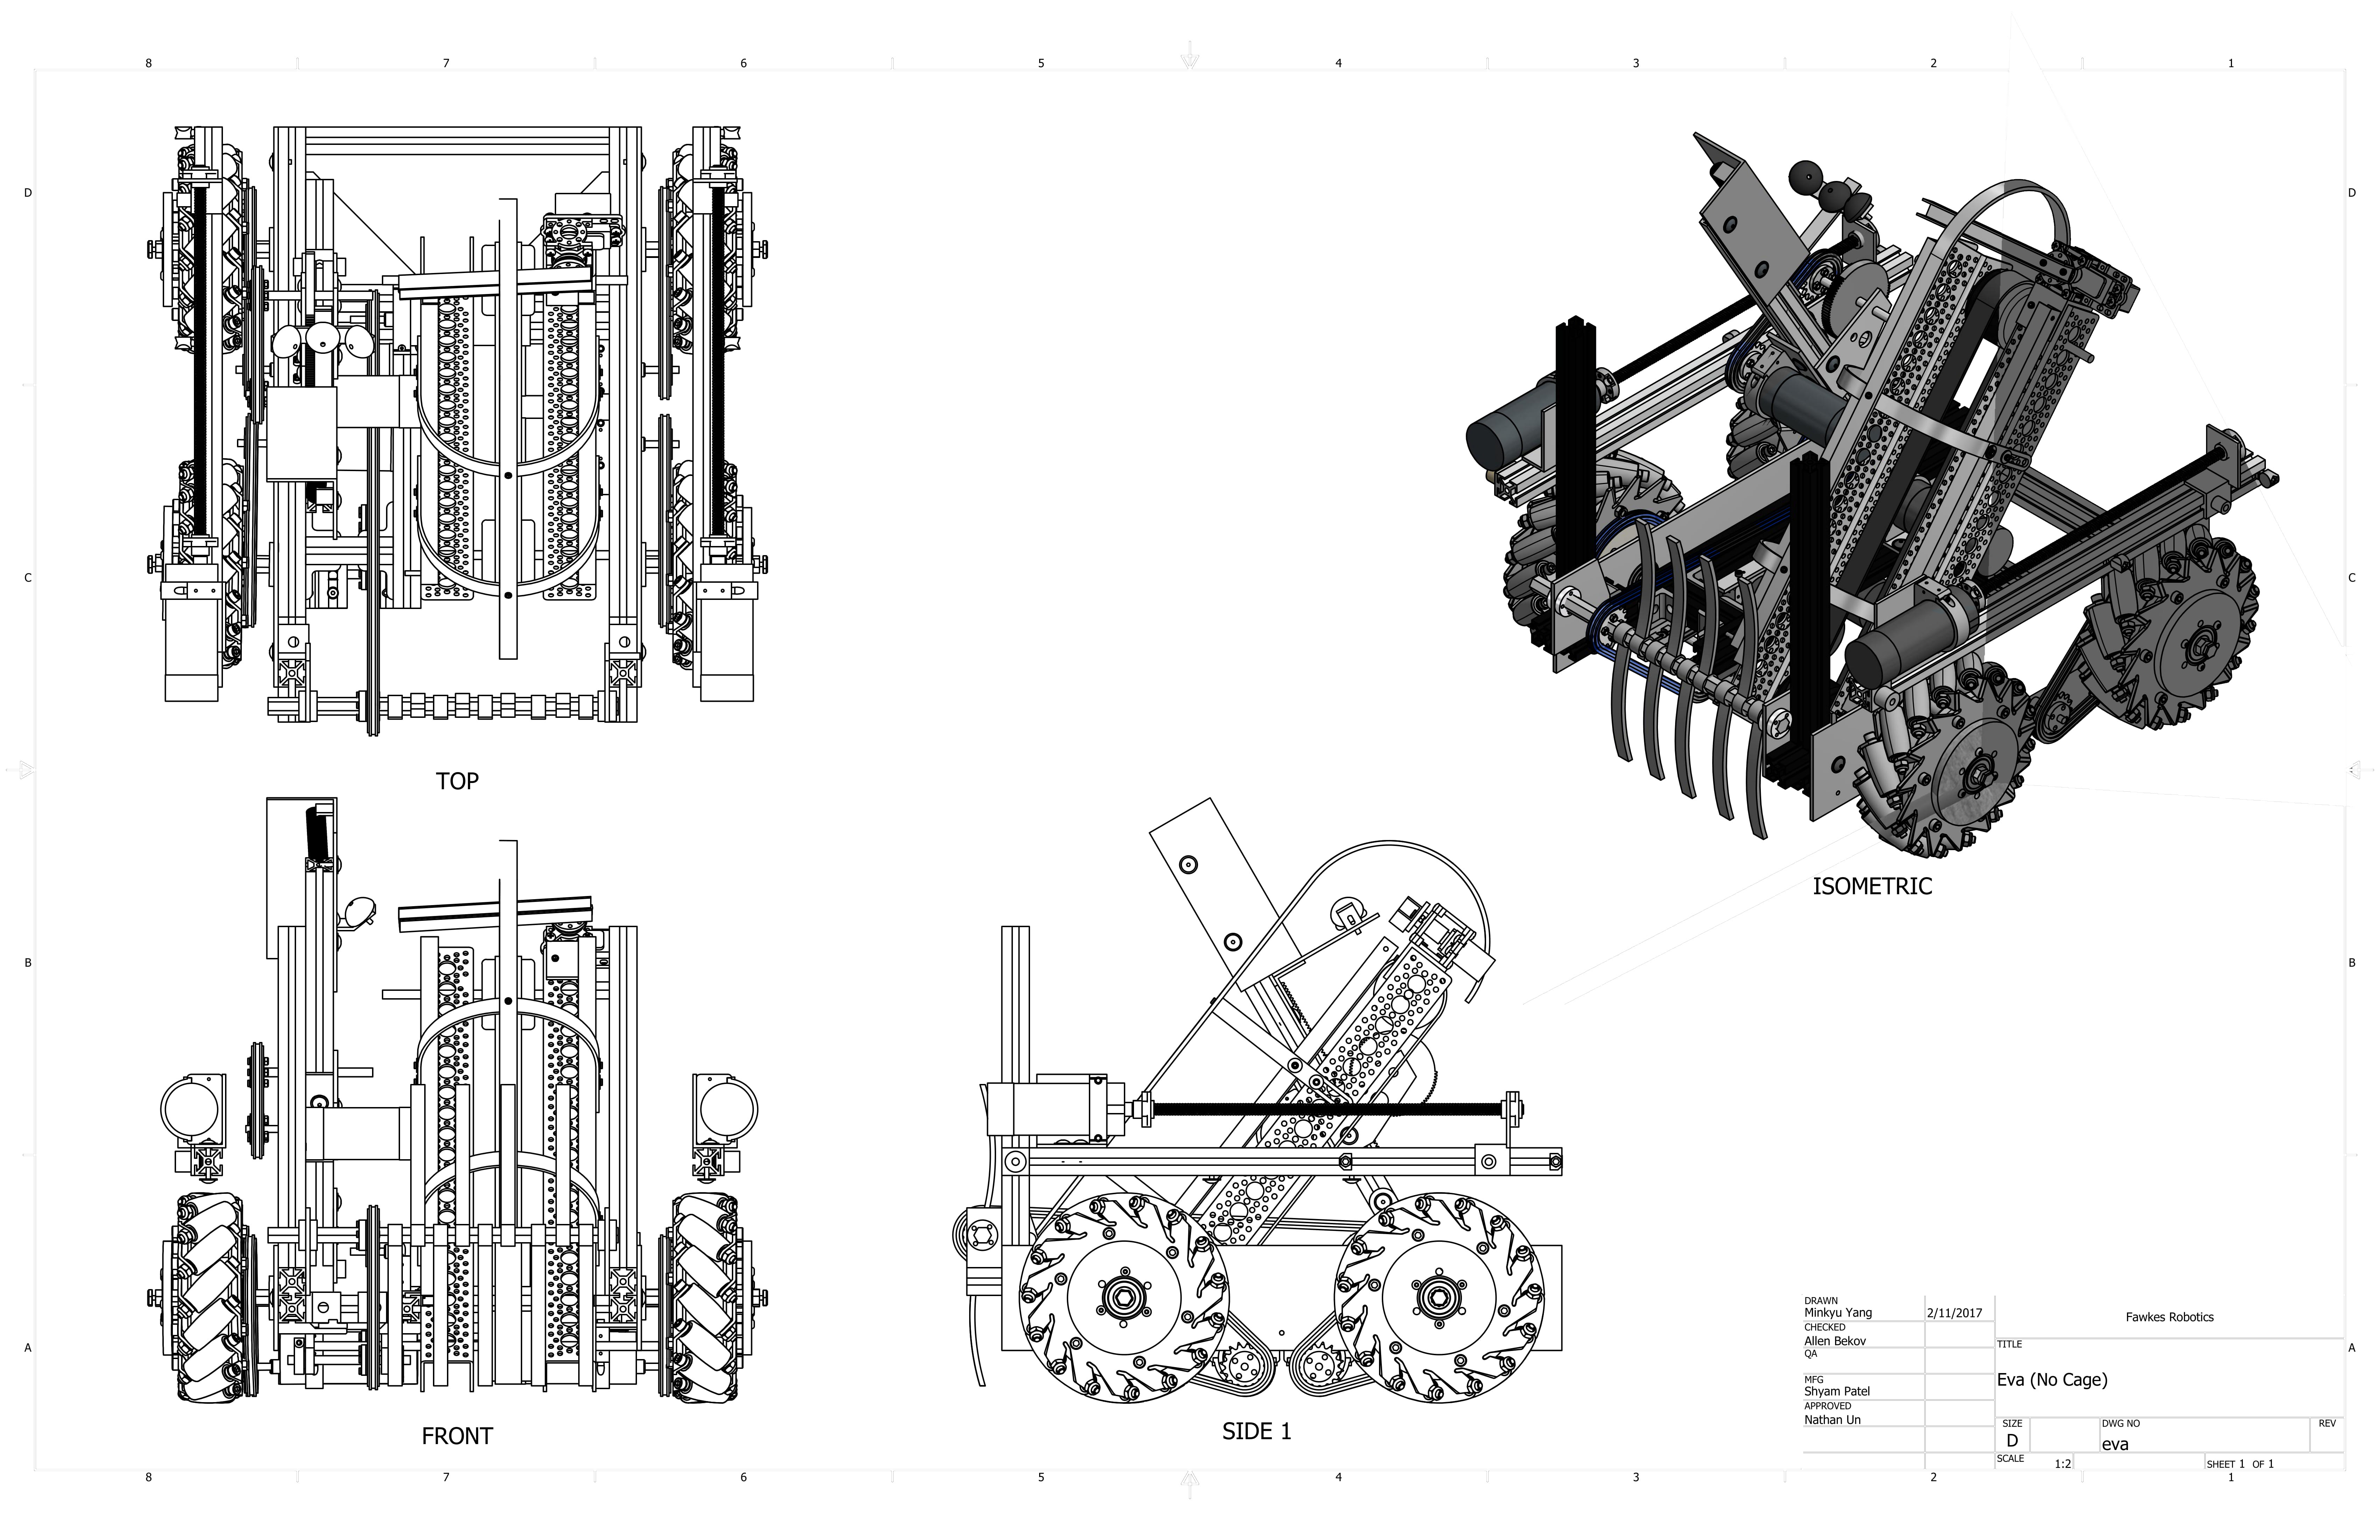 8 7 6 5 4 3 2 1
D D
C C
TOP
ISOMETRIC
B B
A A
FRONT
SIDE 1
DRAWN
Minkyu Yang 2/11/2017
Fawkes Robotics
CHECKED
Allen Bekov
TITLE
QA
Eva (No Cage)
MFG
Shyam Patel
APPROVED
Nathan Un
SIZE DWG NO REV
D eva
SCALE 1:2 SHEET 1 OF 1
8 7 6 5 4 3 2 1